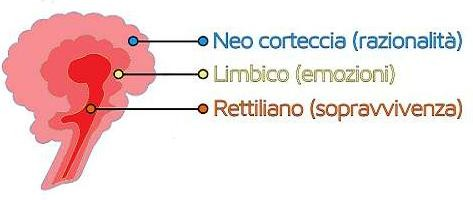 Neo corteccia (razionalità)
Limbico (emozioni)
Rettiliano (sopravvivenza)